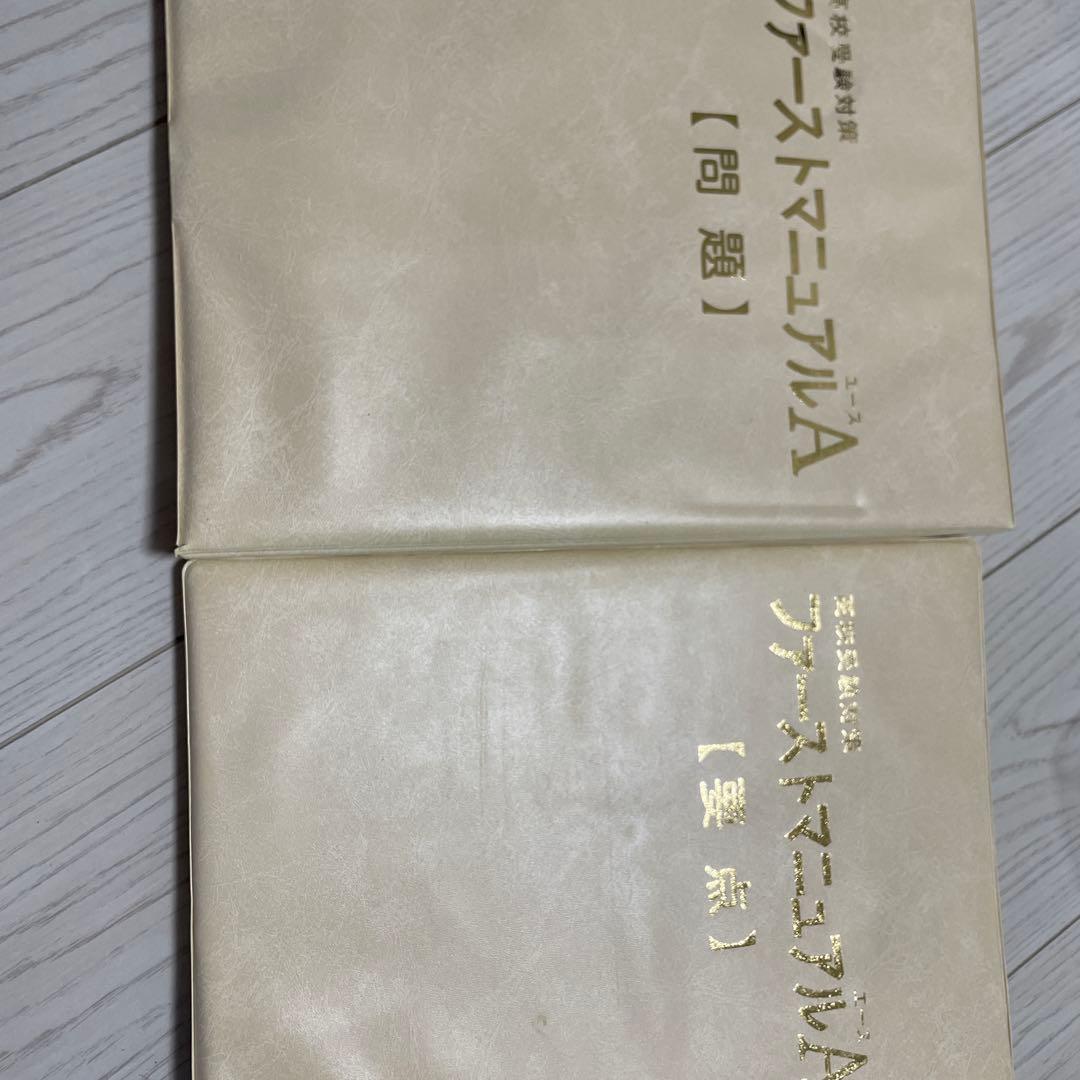 高校受験対策
ファーストマニュアルA
ユース
【問題】
高校受験対策
ファーストマニュアルA
エース
【要点】